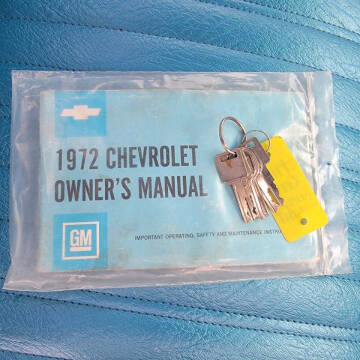 1972 CHEVROLET
OWNER'S MANUAL
GM
IMPORTANT OPERATING, SAFETY AND MAINTENANCE